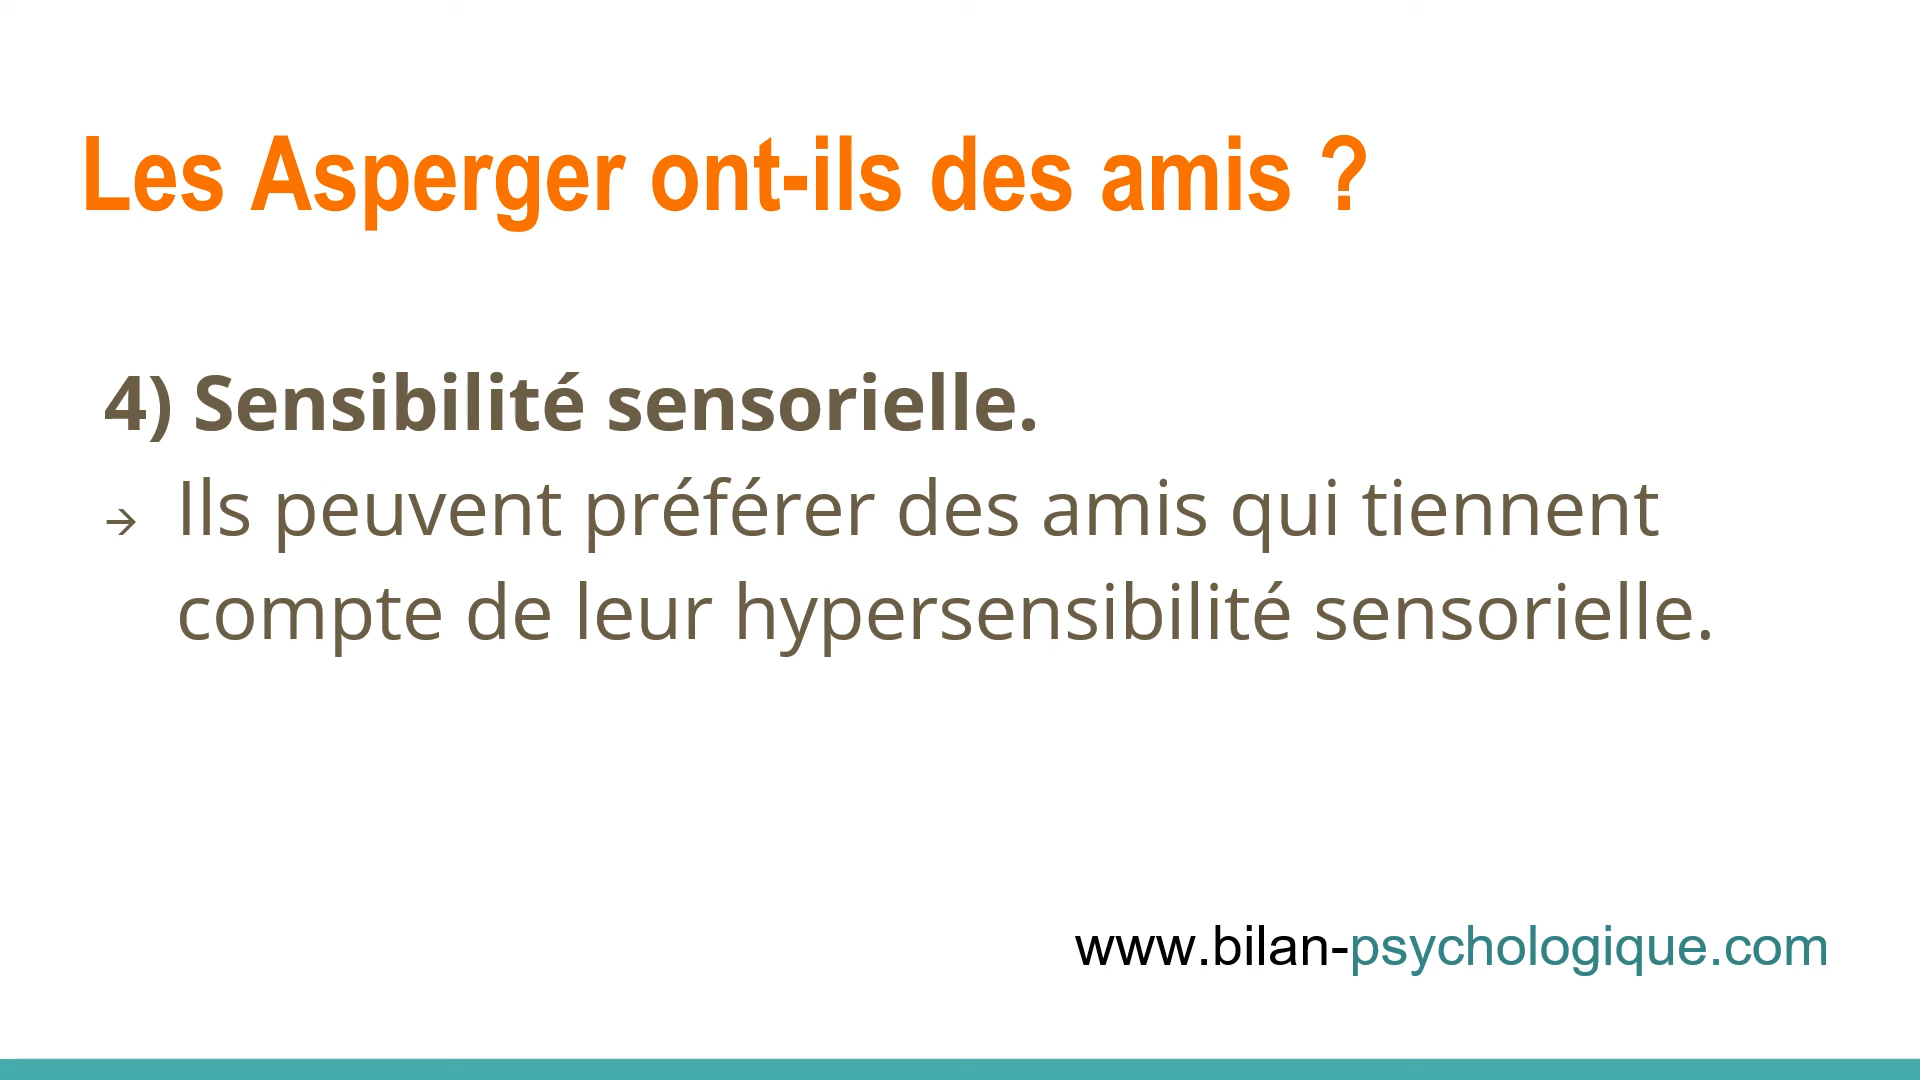 Les Asperger ont-ils des amis ?
4) Sensibilité sensorielle.
→ Ils peuvent préférer des amis qui tiennent
compte de leur hypersensibilité sensorielle.
www.bilan-psychologique.com